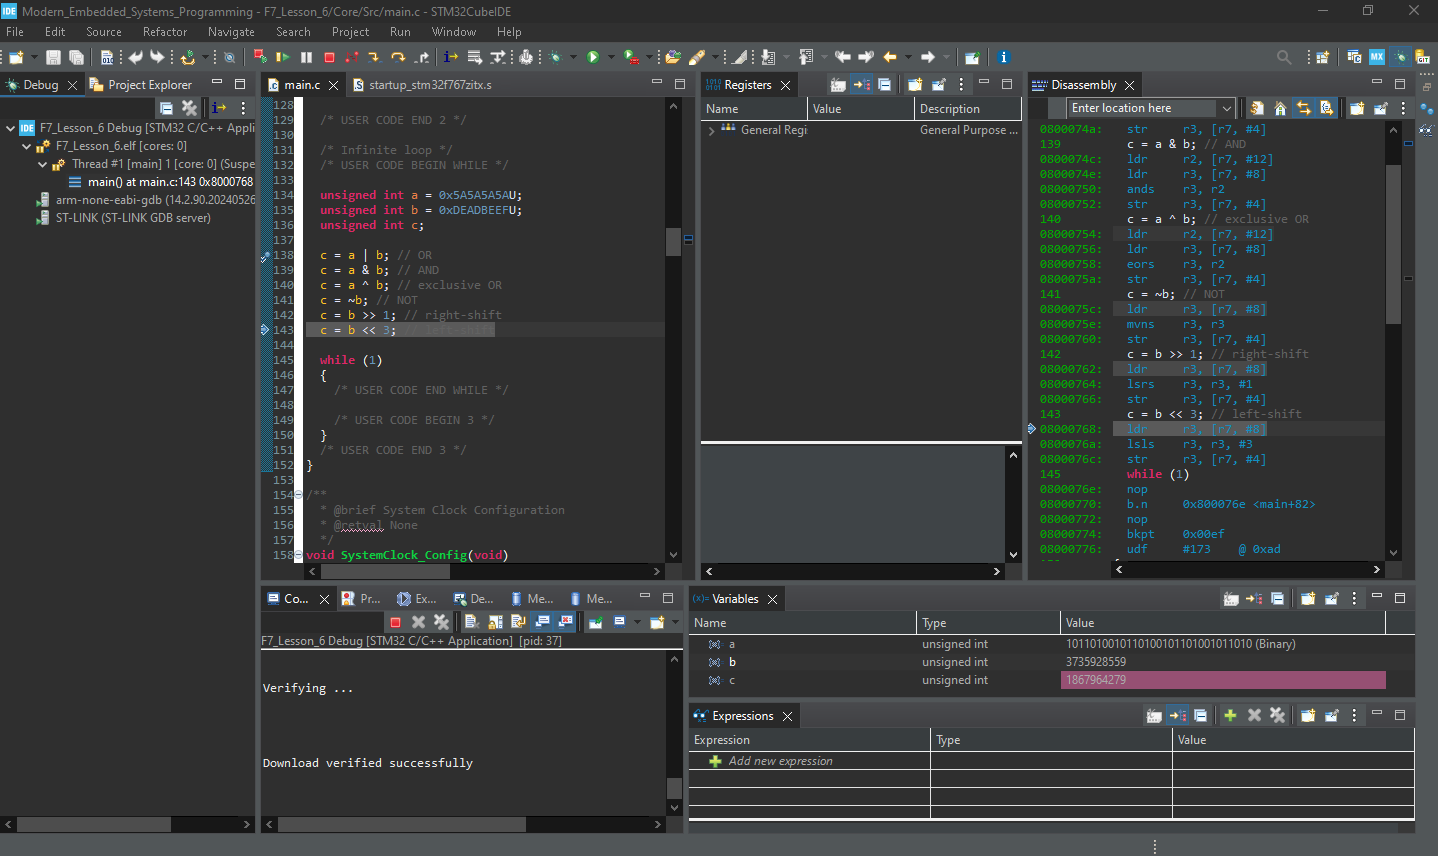 IDE Modern_Embedded_Systems_Programming - F7_Lesson_6/Core/Src/main.c - STM32CubeIDE
File Edit Source Refactor Navigate Search Project Run Window Help
Debug
Project Explorer
F7_Lesson_6 Debug [STM32 C/C++ Appli
F7_Lesson_6.elf [cores: 0]
Thread #1 [main] 1 [core: 0] (Suspe
main() at main.c:143 0x8000768
arm-none-eabi-gdb (14.2.90.20240526
ST-LINK (ST-LINK GDB server)
main.c
startup_stm32f767zitx.s
128
129 /* USER CODE END 2 */
130
131 /* Infinite loop */
132 /* USER CODE BEGIN WHILE */
133
134 unsigned int a = 0x5A5A5A5AU;
135 unsigned int b = 0xDEADBEEFU;
136 unsigned int c;
137
138 c = a | b; // OR
139 c = a & b; // AND
140 c = a ^ b; // exclusive OR
141 c = ~b; // NOT
142 c = b >> 1; // right-shift
143 c = b << 3; // left-shift
144
145 while (1)
146 {
147 /* USER CODE END WHILE */
148
149 /* USER CODE BEGIN 3 */
150 }
151 /* USER CODE END 3 */
152 }
153
154 /**
155 * @brief System Clock Configuration
156 * @retval None
157 */
158 void SystemClock_Config(void)
Registers
Name Value Description
General Regi General Purpose ...
Disassembly
Enter location here
0800074a: str r3, [r7, #4]
139 c = a & b; // AND
0800074c: ldr r2, [r7, #12]
0800074e: ldr r3, [r7, #8]
08000750: ands r3, r2
08000752: str r3, [r7, #4]
140 c = a ^ b; // exclusive OR
08000754: ldr r2, [r7, #12]
08000756: ldr r3, [r7, #8]
08000758: eors r3, r2
0800075a: str r3, [r7, #4]
141 c = ~b; // NOT
0800075c: ldr r3, [r7, #8]
0800075e: mvns r3, r3
08000760: str r3, [r7, #4]
142 c = b >> 1; // right-shift
08000762: ldr r3, [r7, #8]
08000764: lsrs r3, r3, #1
08000766: str r3, [r7, #4]
143 c = b << 3; // left-shift
08000768: ldr r3, [r7, #8]
0800076a: lsls r3, r3, #3
0800076c: str r3, [r7, #4]
145 while (1)
0800076e: nop
08000770: b.n 0x800076e <main+82>
08000772: nop
08000774: bkpt 0x00ef
08000776: udf #173 @ 0xad
Co...
Pr...
Ex...
De...
Me...
Me...
F7_Lesson_6 Debug [STM32 C/C++ Application] [pid: 37]
Verifying ...
Download verified successfully
(x)= Variables
Name Type Value
a unsigned int 1011010010110100101101001011010 (Binary)
b unsigned int 3735928559
c unsigned int 1867964279
Expressions
Expression Type Value
Add new expression